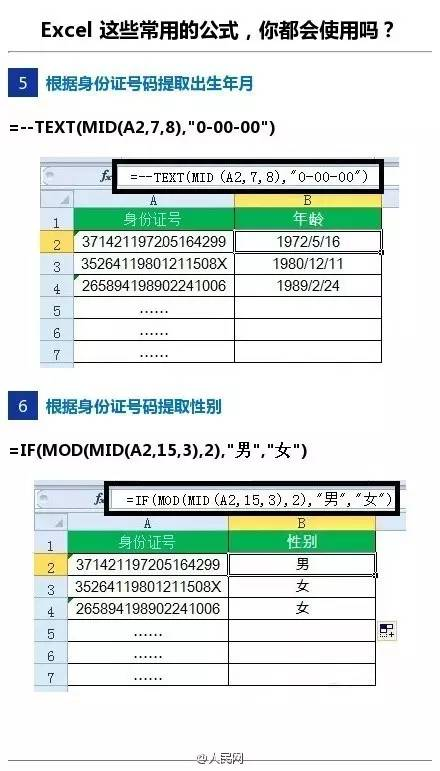 Excel 这些常用的公式，你都会使用吗？
5 根据身份证号码提取出生年月
=--TEXT(MID(A2,7,8),"0-00-00")
fx =--TEXT(MID(A2,7,8),"0-00-00")
A B
1 身份证号 年龄
2 371421197205164299 1972/5/16
3 35264119801211508X 1980/12/11
4 265894198902241006 1989/2/24
5 ......
6 ......
7 ......
6 根据身份证号码提取性别
=IF(MOD(MID(A2,15,3),2),"男","女")
fx =IF(MOD(MID(A2,15,3),2),"男","女")
A B
1 身份证号 性别
2 371421197205164299 男
3 35264119801211508X 女
4 265894198902241006 女
5 ......
6 ......
7 ......
@人民网